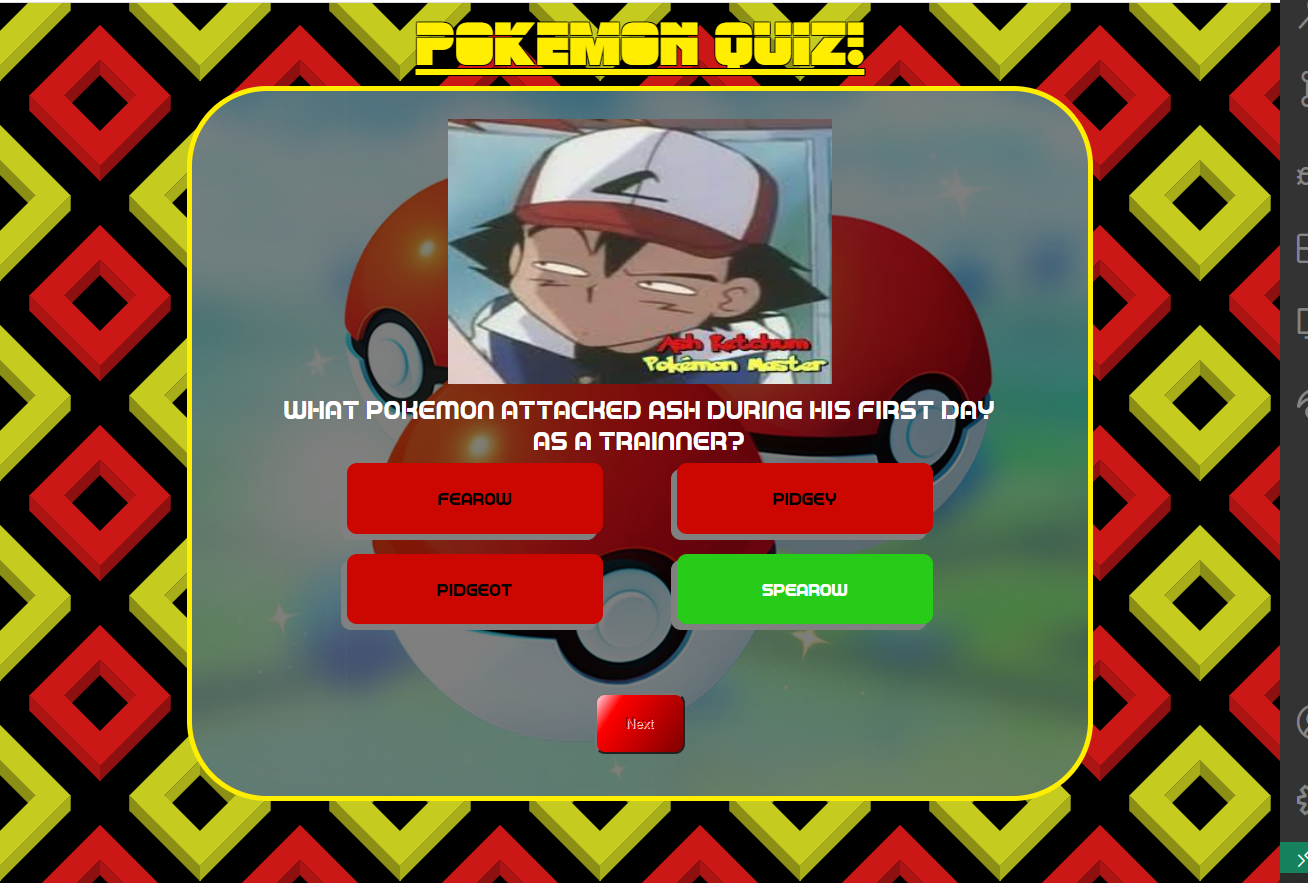 POKEMON QUIZ!
Ash Ketchum
Pokémon Master
WHAT POKEMON ATTACKED ASH DURING HIS FIRST DAY
AS A TRAINNER?
FEAROW
PIDGEY
PIDGEOT
SPEAROW
Next